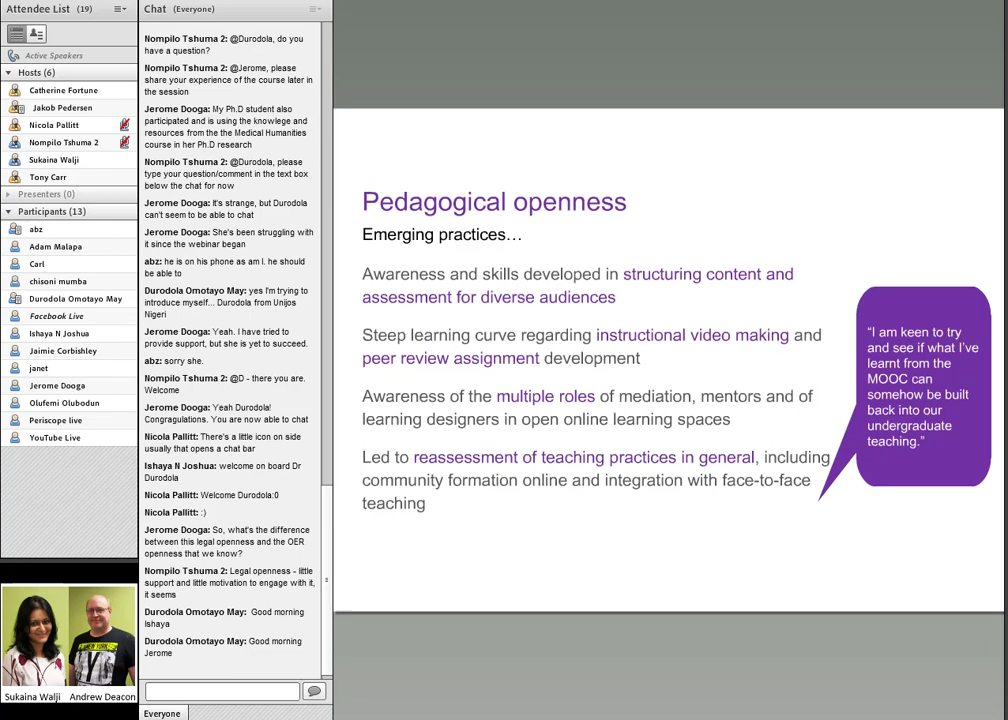 Attendee List (19)
Active Speakers
Hosts (6)
Catherine Fortune
Jakob Pedersen
Nicola Pallitt
Nompilo Tshuma 2
Sukaina Walji
Tony Carr
Presenters (0)
Participants (13)
abz
Adam Malapa
Carl
chisoni mumba
Durodola Omotayo May
Facebook Live
Ishaya N Joshua
Jaimie Corbishley
janet
Jerome Dooga
Olufemi Olubodun
Periscope live
YouTube Live
Sukaina Walji
Andrew Deacon
Chat (Everyone)
Nompilo Tshuma 2: @Durodola, do you
have a question?
Nompilo Tshuma 2: @Jerome, please
share your experience of the course later in
the session
Jerome Dooga: My Ph.D student also
participated and is using the knowlege and
resources from the the Medical Humanities
course in her Ph.D research
Nompilo Tshuma 2: @Durodola, please
type your question/comment in the text box
below the chat for now
Jerome Dooga: It's strange, but Durodola
can't seem to be able to chat
Jerome Dooga: She's been struggling with
it since the webinar began
abz: he is on his phone as am I. he should
be able to
Durodola Omotayo May: yes I'm trying to
introduce myself... Durodola from Unijos
Nigeri
Jerome Dooga: Yeah. I have tried to
provide support, but she is yet to succeed.
abz: sorry she.
Nompilo Tshuma 2: @D - there you are.
Welcome
Jerome Dooga: Yeah Durodola!
Congragulations. You are now able to chat
Nicola Pallitt: There's a little icon on side
usually that opens a chat bar
Ishaya N Joshua: welcome on board Dr
Durodola
Nicola Pallitt: Welcome Durodola:0
Nicola Pallitt: :)
Jerome Dooga: So, what's the difference
between this legal openness and the OER
openness that we know?
Nompilo Tshuma 2: Legal openness - little
support and little motivation to engage with it,
it seems
Durodola Omotayo May: Good morning
Ishaya
Durodola Omotayo May: Good morning
Jerome
Everyone
Pedagogical openness
Emerging practices…
Awareness and skills developed in structuring content and
assessment for diverse audiences
Steep learning curve regarding instructional video making and
peer review assignment development
Awareness of the multiple roles of mediation, mentors and of
learning designers in open online learning spaces
Led to reassessment of teaching practices in general, including
community formation online and integration with face-to-face
teaching
“I am keen to try
and see if what I’ve
learnt from the
MOOC can
somehow be built
back into our
undergraduate
teaching.”